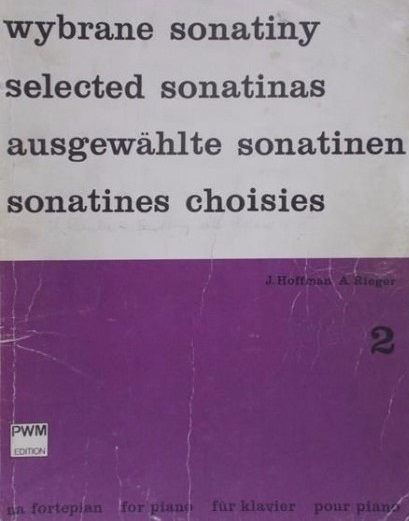 wybrane sonatiny
selected sonatinas
ausgewählte sonatinen
sonatines choisies
J. Hoffman A. Rieger
2
PWM
EDITION
na fortepian for piano für klavier pour piano